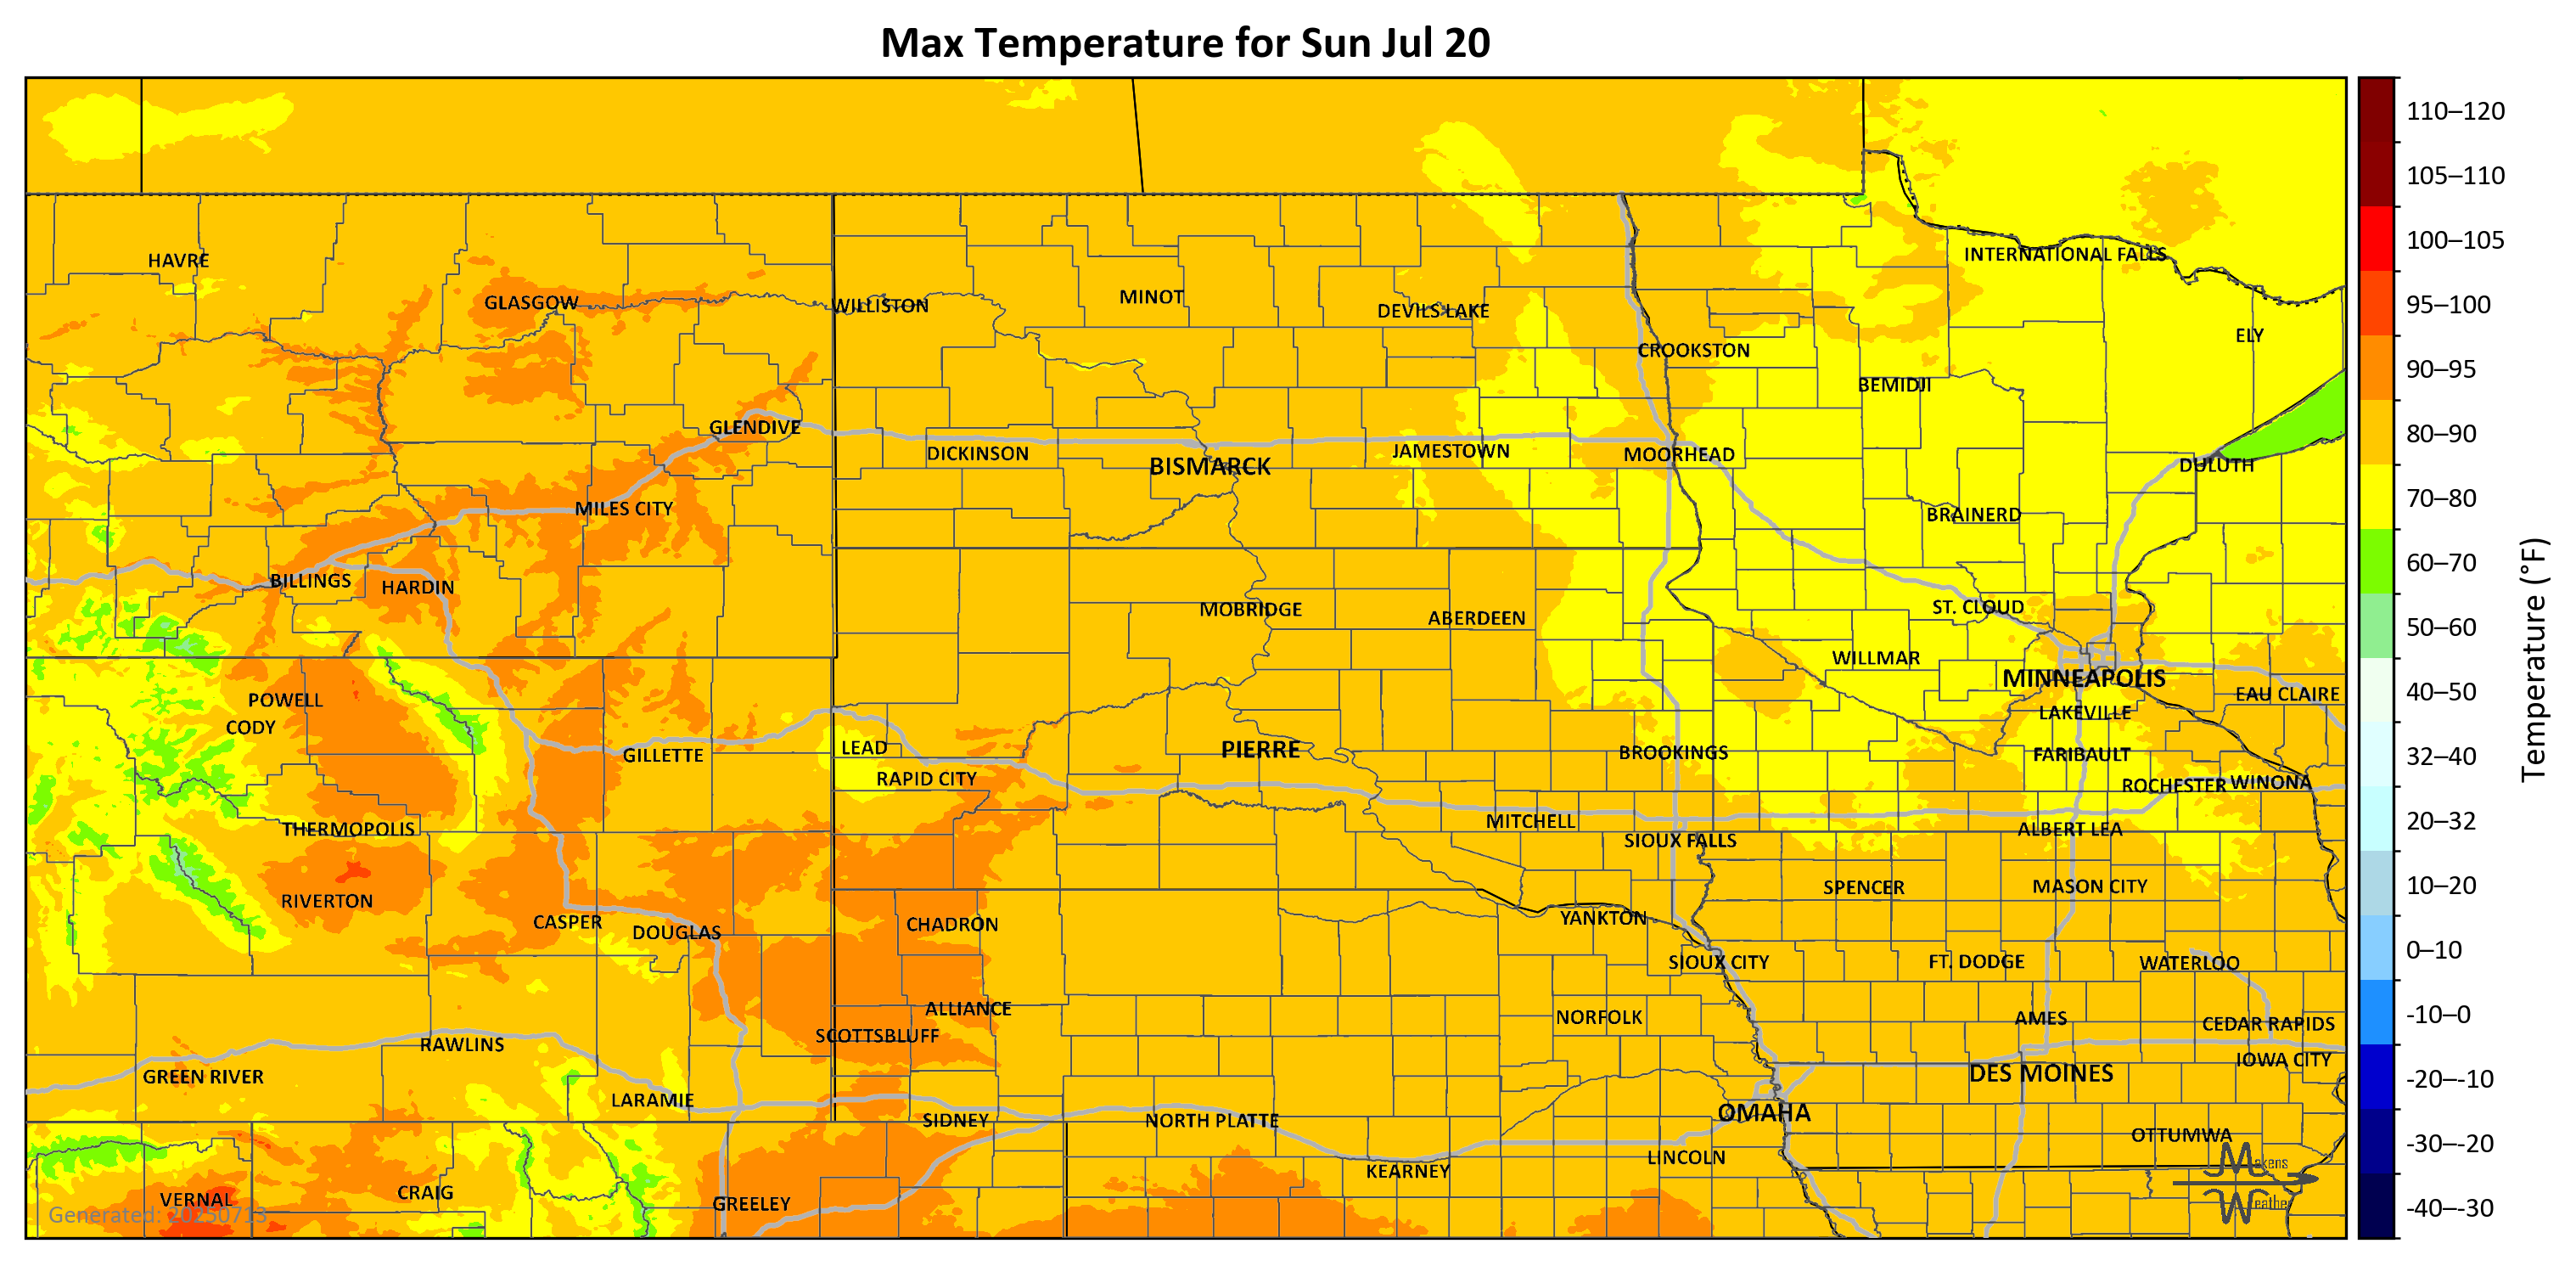 Max Temperature for Sun Jul 20
HAVRE
GLASGOW
WILLISTON
MINOT
DEVILS LAKE
INTERNATIONAL FALLS
ELY
CROOKSTON
BEMIDJI
GLENDIVE
DICKINSON
BISMARCK
JAMESTOWN
MOORHEAD
DULUTH
MILES CITY
BRAINERD
BILLINGS
HARDIN
MOBRIDGE
ABERDEEN
ST. CLOUD
WILLMAR
MINNEAPOLIS
EAU CLAIRE
POWELL
CODY
LAKEVILLE
GILLETTE
LEAD
RAPID CITY
PIERRE
BROOKINGS
FARIBAULT
ROCHESTER
WINONA
THERMOPOLIS
MITCHELL
SIOUX FALLS
ALBERT LEA
RIVERTON
SPENCER
MASON CITY
CASPER
DOUGLAS
CHADRON
YANKTON
SIOUX CITY
FT. DODGE
WATERLOO
ALLIANCE
SCOTTSBLUFF
NORFOLK
AMES
CEDAR RAPIDS
RAWLINS
GREEN RIVER
IOWA CITY
DES MOINES
LARAMIE
SIDNEY
NORTH PLATTE
OMAHA
OTTUMWA
KEARNEY
LINCOLN
VERNAL
CRAIG
GREELEY
Generated: 20250713
Makens
Weather
110–120
105–110
100–105
95–100
90–95
80–90
70–80
60–70
50–60
40–50
32–40
20–32
10–20
0–10
-10–0
-20–-10
-30–-20
-40–-30
Temperature (°F)